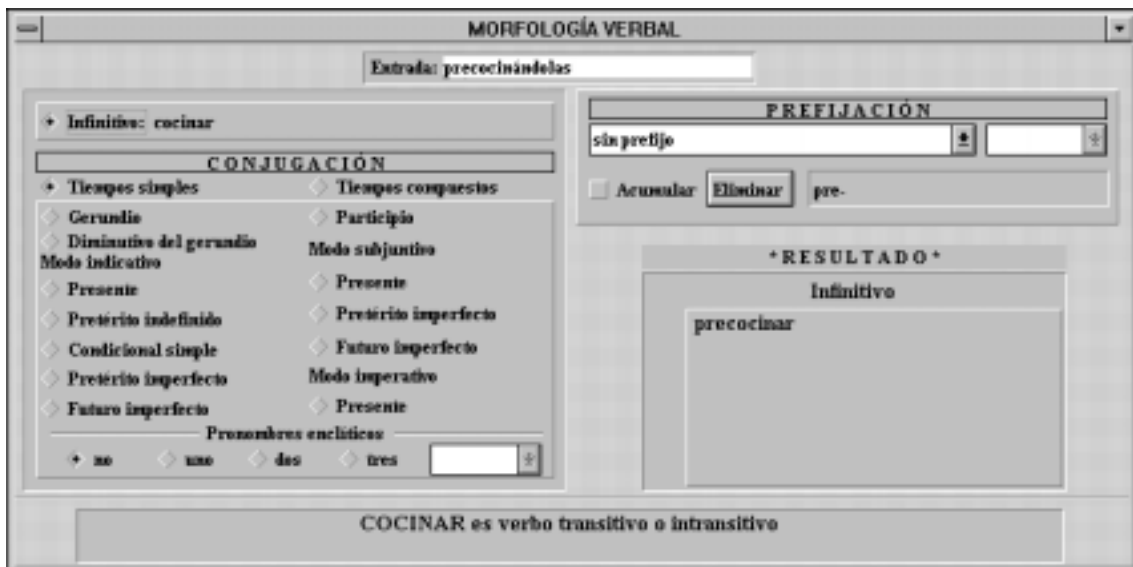 MORFOLOGÍA VERBAL
Entrada: precocinándolas
Infinitivo: cocinar
CONJUGACIÓN
Tiempos simples Tiempos compuestos
Gerundio Participio
Diminutivo del gerundio Modo subjuntivo
Modo indicativo
Presente Presente
Pretérito indefinido Pretérito imperfecto
Condicional simple Futuro imperfecto
Pretérito imperfecto Modo imperativo
Futuro imperfecto Presente
Pronombres enclíticos
no uno dos tres
PREFIJACIÓN
sin prefijo
Acumular Eliminar pre-
*RESULTADO*
Infinitivo
precocinar
COCINAR es verbo transitivo o intransitivo